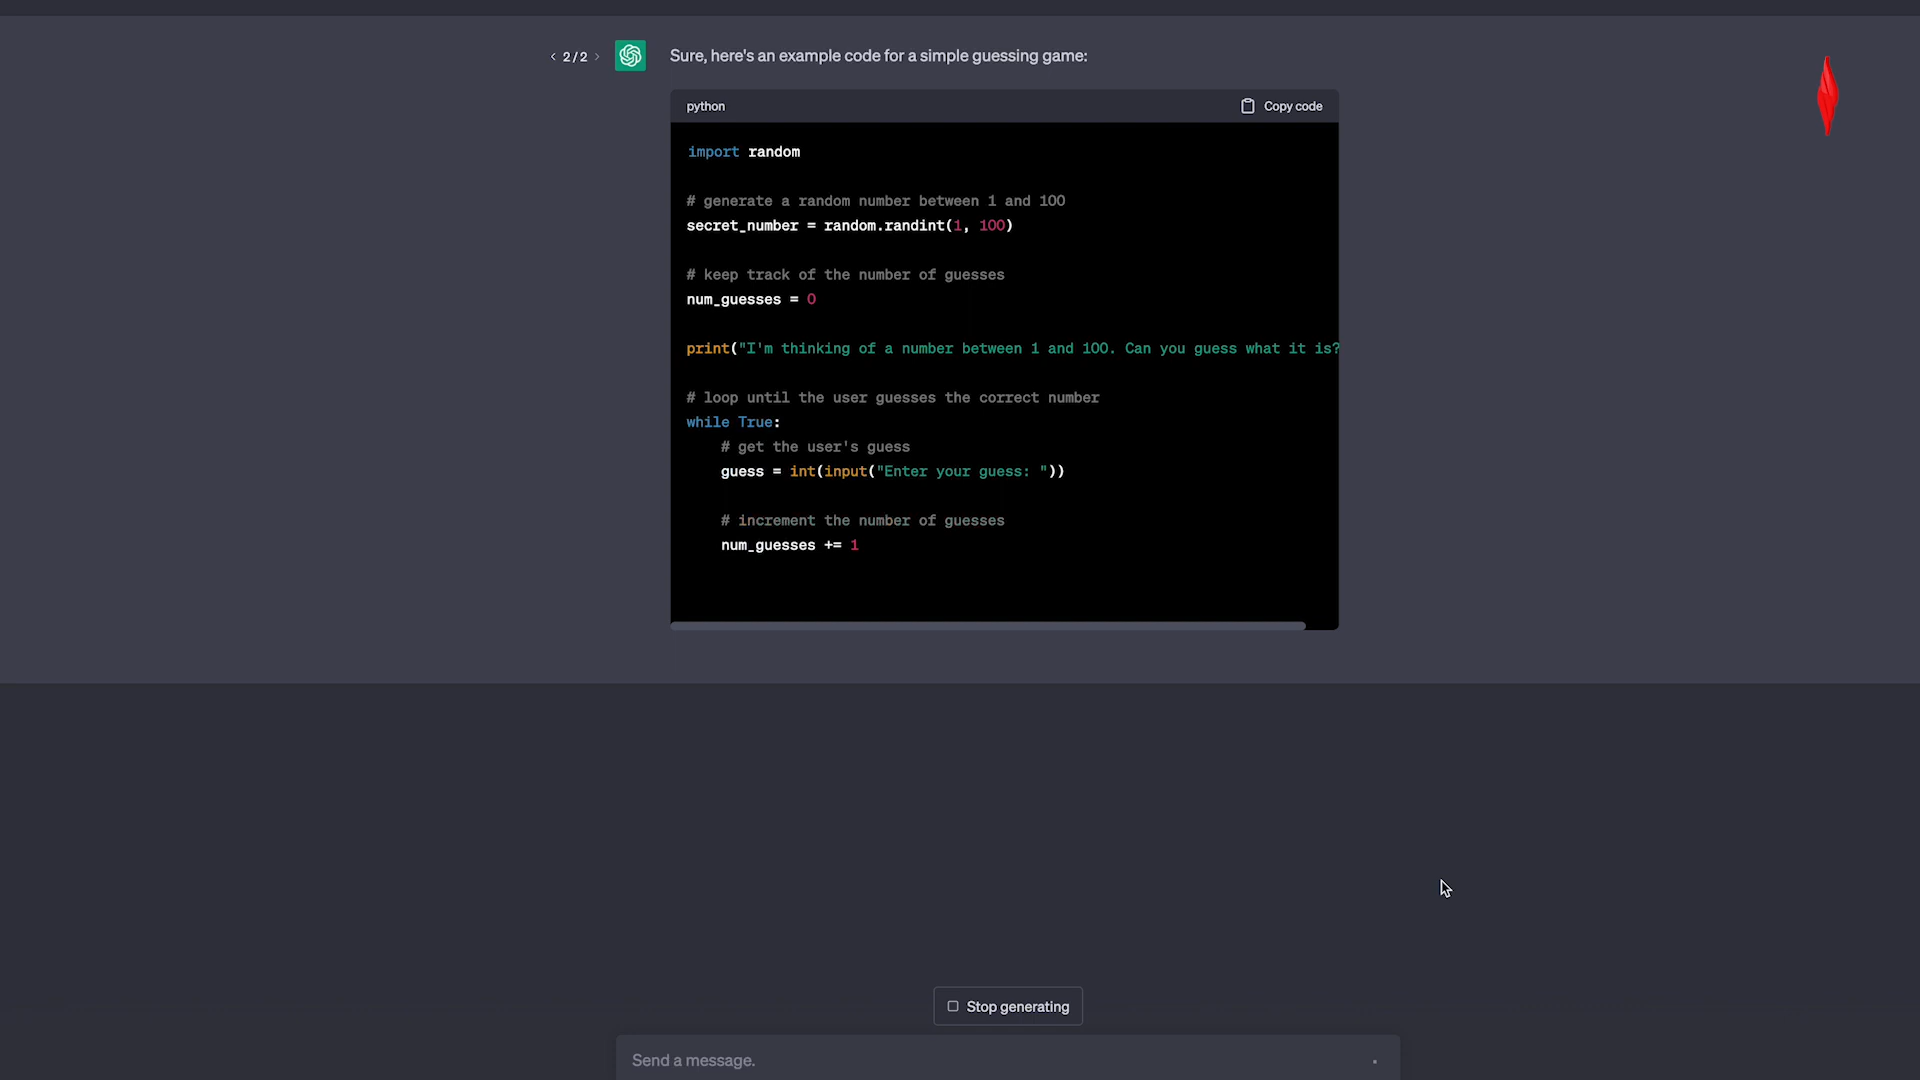 < 2/2 >
Sure, here's an example code for a simple guessing game:
python
Copy code
import random
# generate a random number between 1 and 100
secret_number = random.randint(1, 100)
# keep track of the number of guesses
num_guesses = 0
print("I'm thinking of a number between 1 and 100. Can you guess what it is?
# loop until the user guesses the correct number
while True:
    # get the user's guess
    guess = int(input("Enter your guess: "))
    # increment the number of guesses
    num_guesses += 1
Stop generating
Send a message.